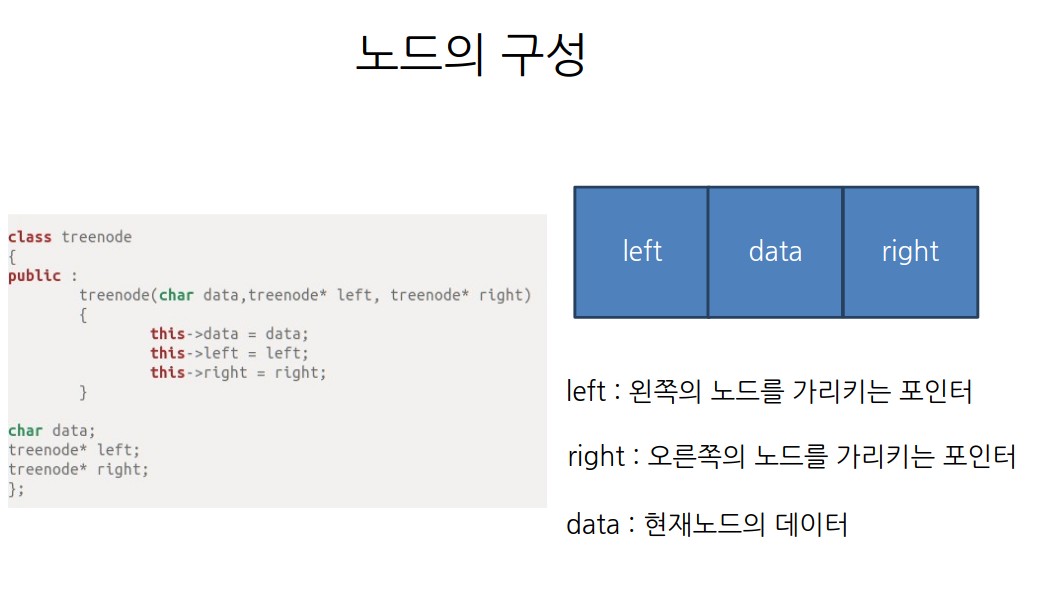 노드의 구성
class treenode
{
public :
        treenode(char data,treenode* left, treenode* right)
        {
                this->data = data;
                this->left = left;
                this->right = right;
        }

char data;
treenode* left;
treenode* right;
};
left data right
left : 왼쪽의 노드를 가리키는 포인터
right : 오른쪽의 노드를 가리키는 포인터
data : 현재노드의 데이터